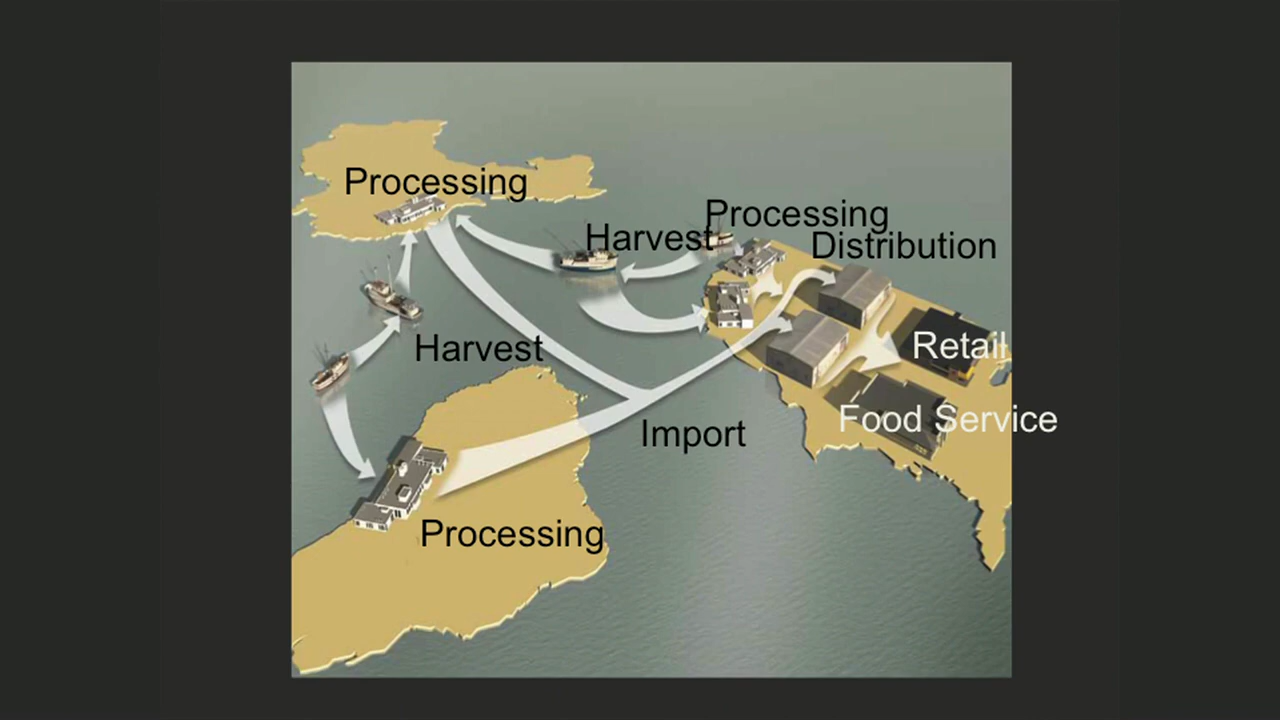 Processing
Processing
Harvest
Distribution
Harvest
Retail
Food Service
Import
Processing